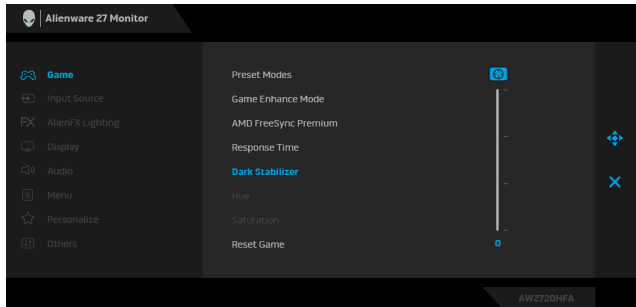 Alienware 27 Monitor
Game
Input Source
AlienFX Lighting
Display
Audio
Menu
Personalize
Others
Preset Modes
Game Enhance Mode
AMD FreeSync Premium
Response Time
Dark Stabilizer
Hue
Saturation
Reset Game
0
AW2720HFA